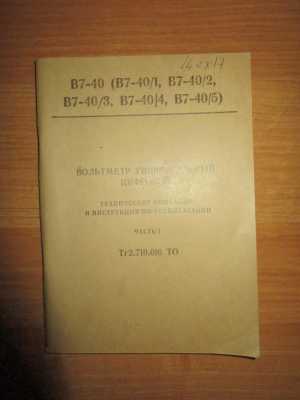 В7-40 (В7-40/1, В7-40/2,
В7-40/3, В7-40/4, В7-40/5)
ВОЛЬТМЕТР УНИВЕРСАЛЬНЫЙ
ЦИФРОВОЙ
ТЕХНИЧЕСКОЕ ОПИСАНИЕ
И ИНСТРУКЦИЯ ПО ЭКСПЛУАТАЦИИ
ЧАСТЬ 1
Тг2.710.016 ТО